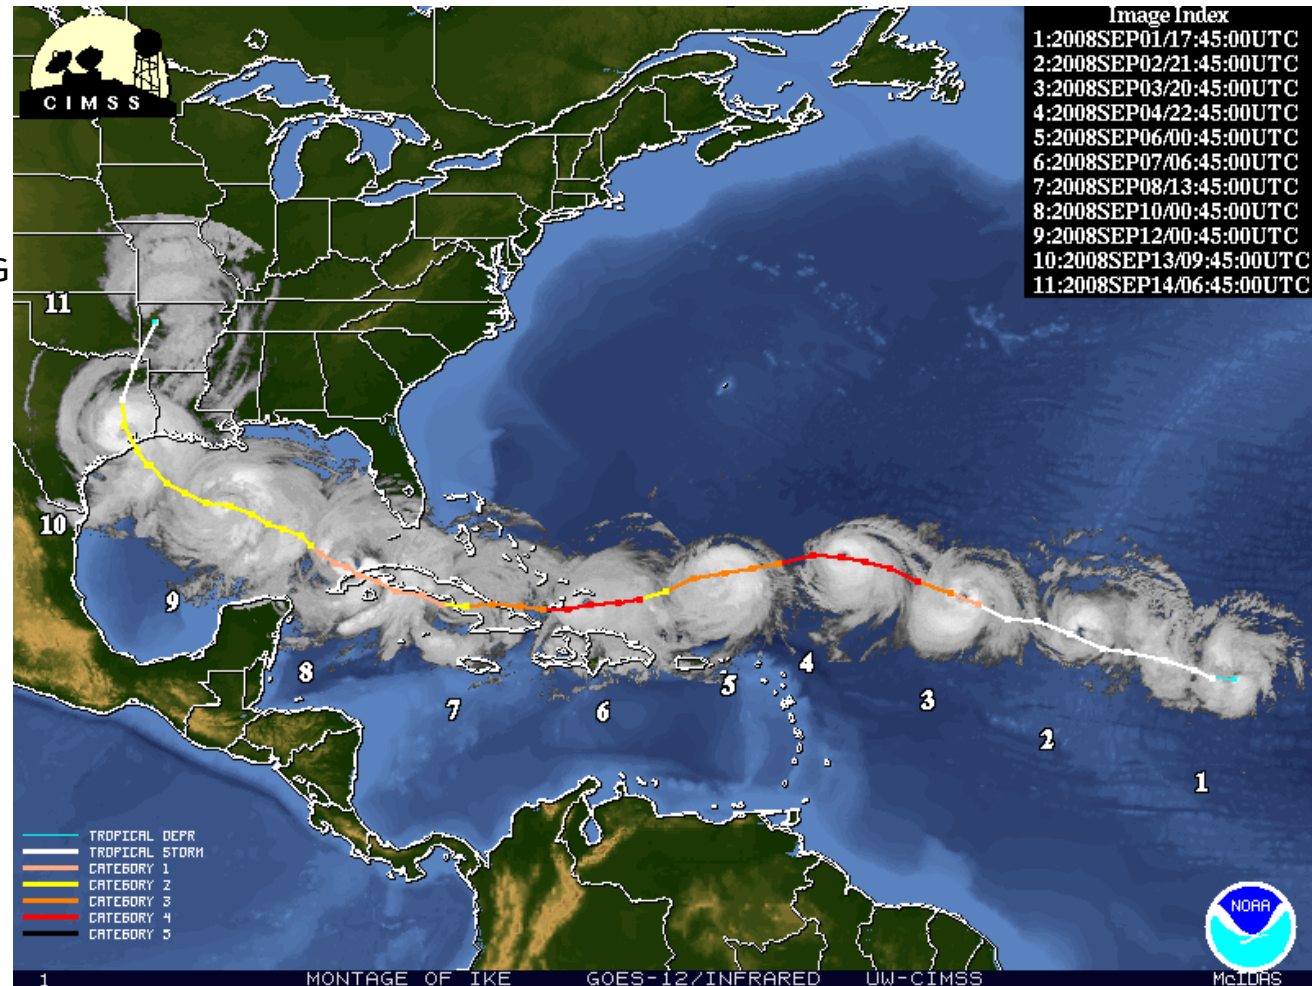 CIMSS
Image Index
1:2008SEP01/17:45:00UTC
2:2008SEP02/21:45:00UTC
3:2008SEP03/20:45:00UTC
4:2008SEP04/22:45:00UTC
5:2008SEP06/00:45:00UTC
6:2008SEP07/06:45:00UTC
7:2008SEP08/13:45:00UTC
8:2008SEP10/00:45:00UTC
9:2008SEP12/00:45:00UTC
10:2008SEP13/09:45:00UTC
11:2008SEP14/06:45:00UTC
G
11
10
9
8
7
6
5
4
3
2
1
TROPICAL DEPR
TROPICAL STORM
CATEGORY 1
CATEGORY 2
CATEGORY 3
CATEGORY 4
CATEGORY 5
NOAA
1 MONTAGE OF IKE GOES-12/INFRARED UW-CIMSS McIDAS